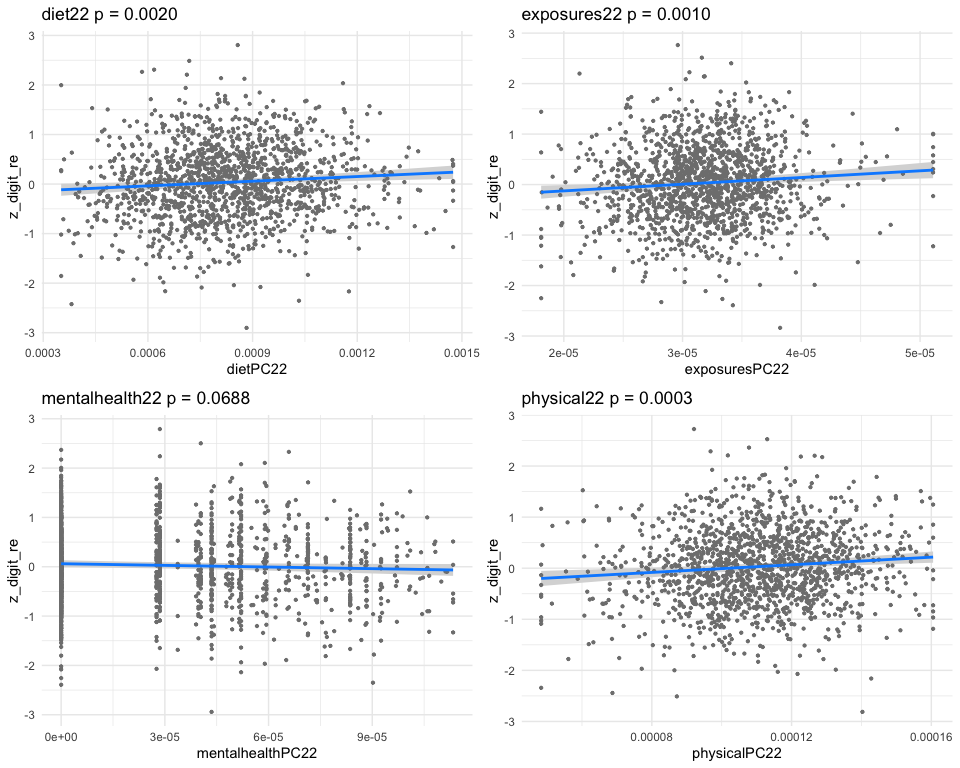 diet22 p = 0.0020
3
2
1
0
-1
-2
-3
z_digit_re
0.0003 0.0006 0.0009 0.0012 0.0015
dietPC22
exposures22 p = 0.0010
3
2
1
0
-1
-2
-3
z_digit_re
2e-05 3e-05 4e-05 5e-05
exposuresPC22
mentalhealth22 p = 0.0688
3
2
1
0
-1
-2
-3
z_digit_re
0e+00 3e-05 6e-05 9e-05
mentalhealthPC22
physical22 p = 0.0003
3
2
1
0
-1
-2
-3
z_digit_re
0.00008 0.00012 0.00016
physicalPC22